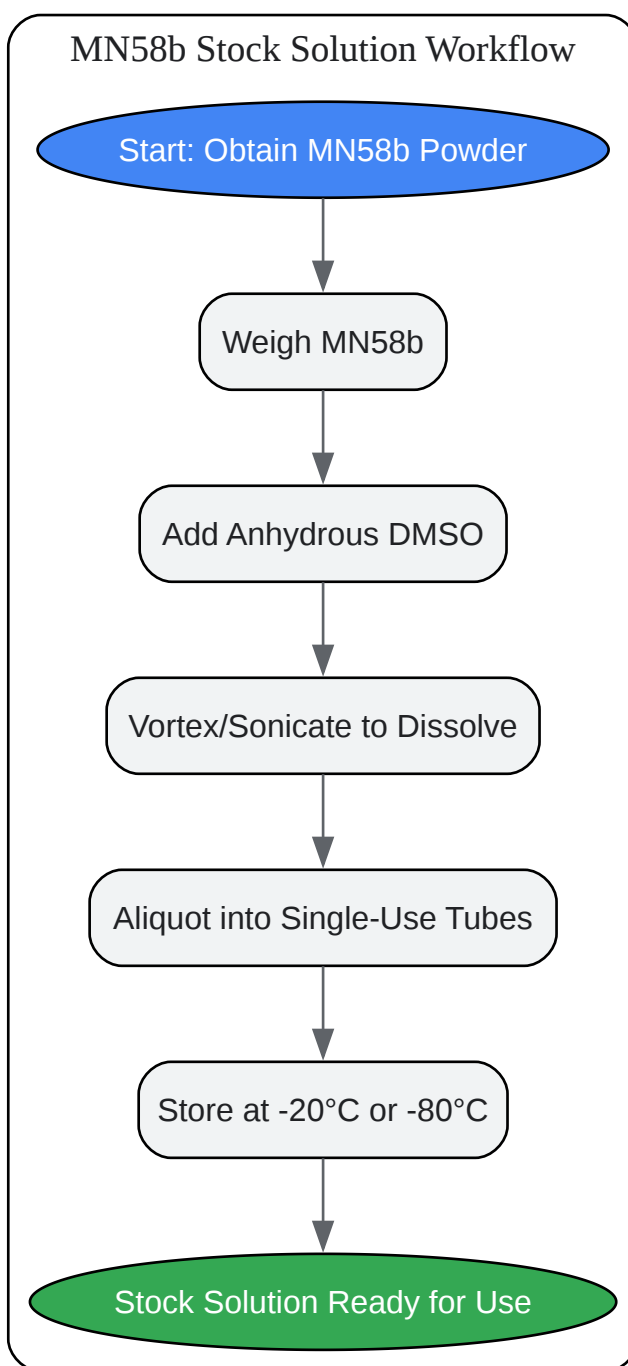 MN58b Stock Solution Workflow
Start: Obtain MN58b Powder
Weigh MN58b
Add Anhydrous DMSO
Vortex/Sonicate to Dissolve
Aliquot into Single-Use Tubes
Store at -20°C or -80°C
Stock Solution Ready for Use